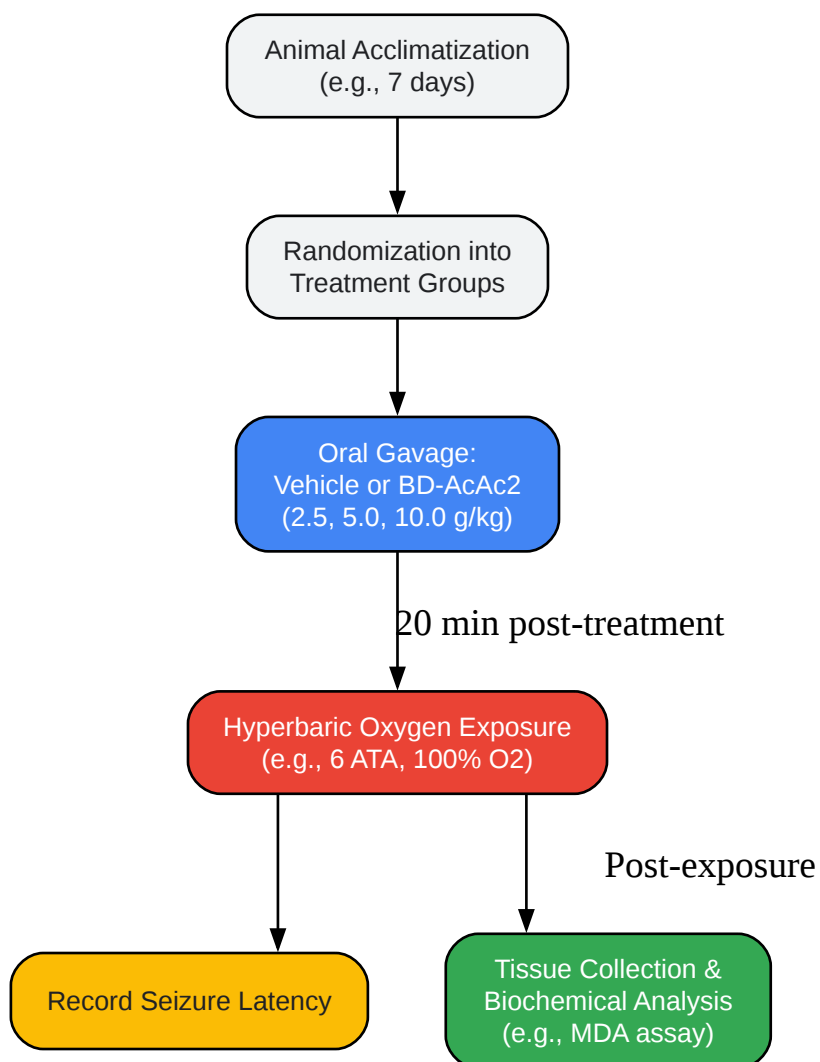 Animal Acclimatization
(e.g., 7 days)
Randomization into
Treatment Groups
Oral Gavage:
Vehicle or BD-AcAc2
(2.5, 5.0, 10.0 g/kg)
20 min post-treatment
Hyperbaric Oxygen Exposure
(e.g., 6 ATA, 100% O2)
Post-exposure
Record Seizure Latency
Tissue Collection &
Biochemical Analysis
(e.g., MDA assay)